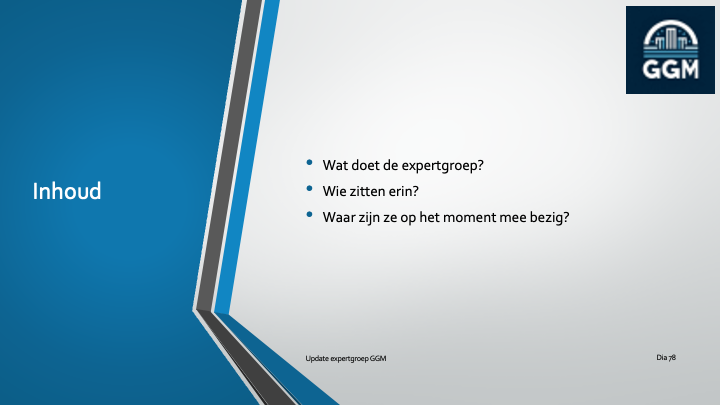 GGM
Inhoud
• Wat doet de expertgroep?
• Wie zitten erin?
• Waar zijn ze op het moment mee bezig?
Update expertgroep GGM
Dia 78